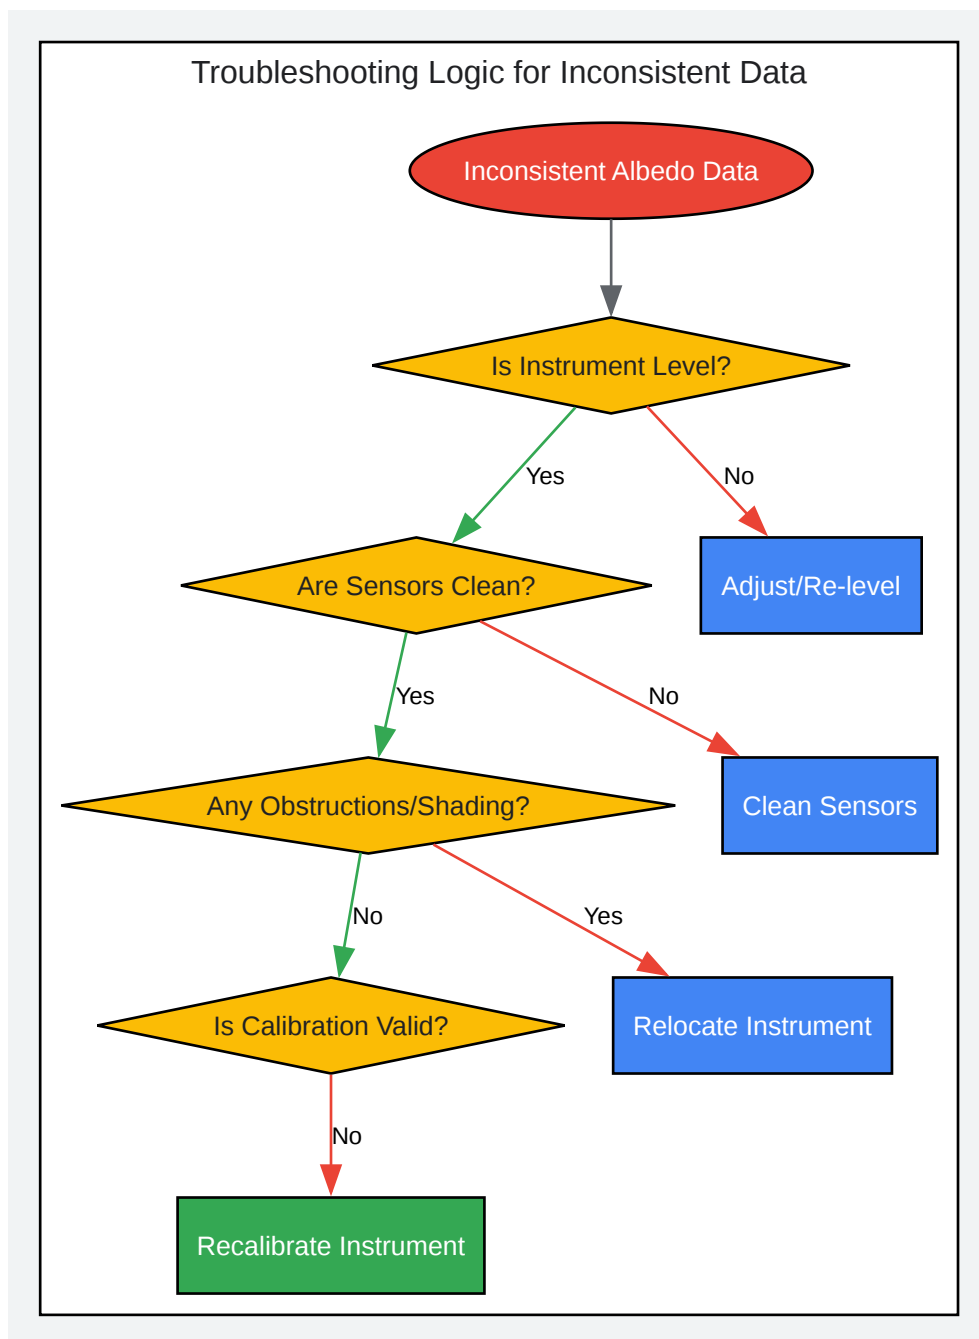 Troubleshooting Logic for Inconsistent Data
Inconsistent Albedo Data
Is Instrument Level?
Yes
No
Are Sensors Clean?
Adjust/Re-level
Yes
No
Any Obstructions/Shading?
Clean Sensors
No
Yes
Is Calibration Valid?
Relocate Instrument
No
Recalibrate Instrument